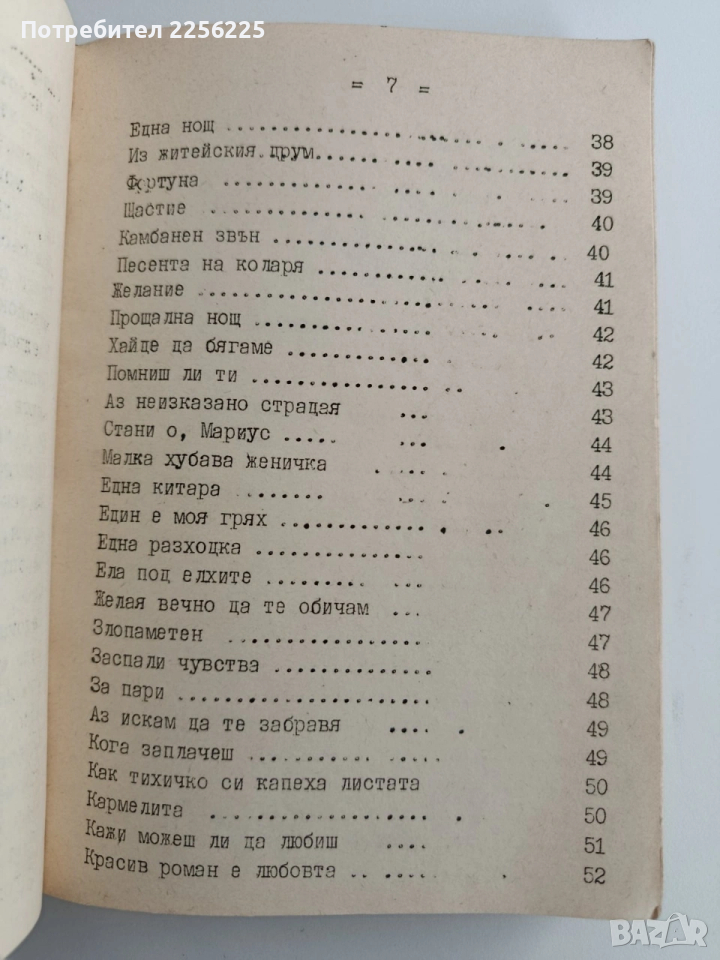 Потребител 2256225
= 7 =
Една нощ .................... 38
Из житейския друм............ 39
Фортуна .................... 39
Щастие .................... 40
Камбанен звън .................... 40
Песента на коларя .................... 41
Желание .................... 41
Прощална нощ .................... 42
Хайде да бягаме .................... 42
Помниш ли ти .................... 43
Аз неизказано страдая ... 43
Стани о, Мариус ..... ... . 44
Малка хубава женичка . .... . 44
Една китара ........ ... . 45
Един е моя грях ............. . . 46
Една разходка ............... 46
Ела под елхите .......... ... 46
Желая вечно да те обичам ... 47
Злопаметен ................. 47
Заспали чувства ............. 48
За пари .................... . 48
Аз искам да те забравя .... . 49
Кога заплачеш ............... 49
Как тихичко си капеха листата 50
Кармелита .................. . 50
Кажи можеш ли да любиш .... 51
Красив роман е любовта .. ..... 52
BAZAR